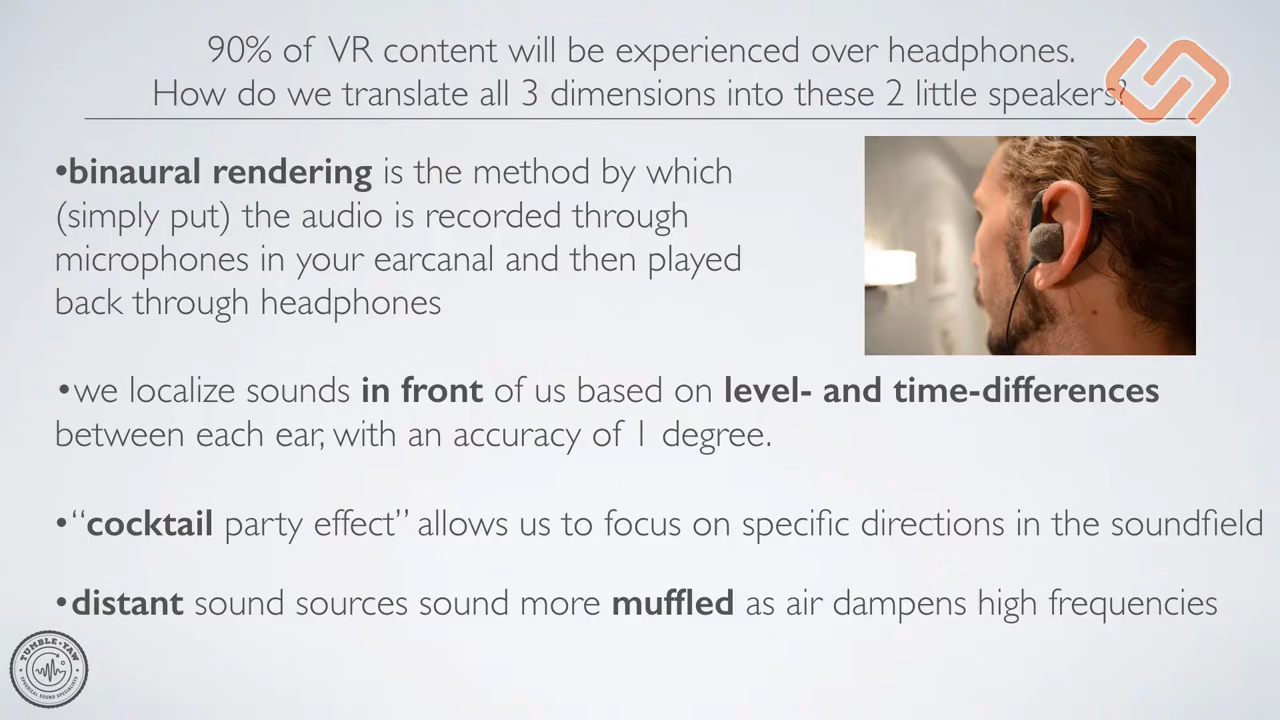 90% of VR content will be experienced over headphones.
How do we translate all 3 dimensions into these 2 little speakers?
•binaural rendering is the method by which
(simply put) the audio is recorded through
microphones in your earcanal and then played
back through headphones
•we localize sounds in front of us based on level- and time-differences
between each ear, with an accuracy of 1 degree.
•“cocktail party effect” allows us to focus on specific directions in the soundfield
•distant sound sources sound more muffled as air dampens high frequencies
TUMBLE•YAW
SPHERICAL SOUND SPECIALISTS